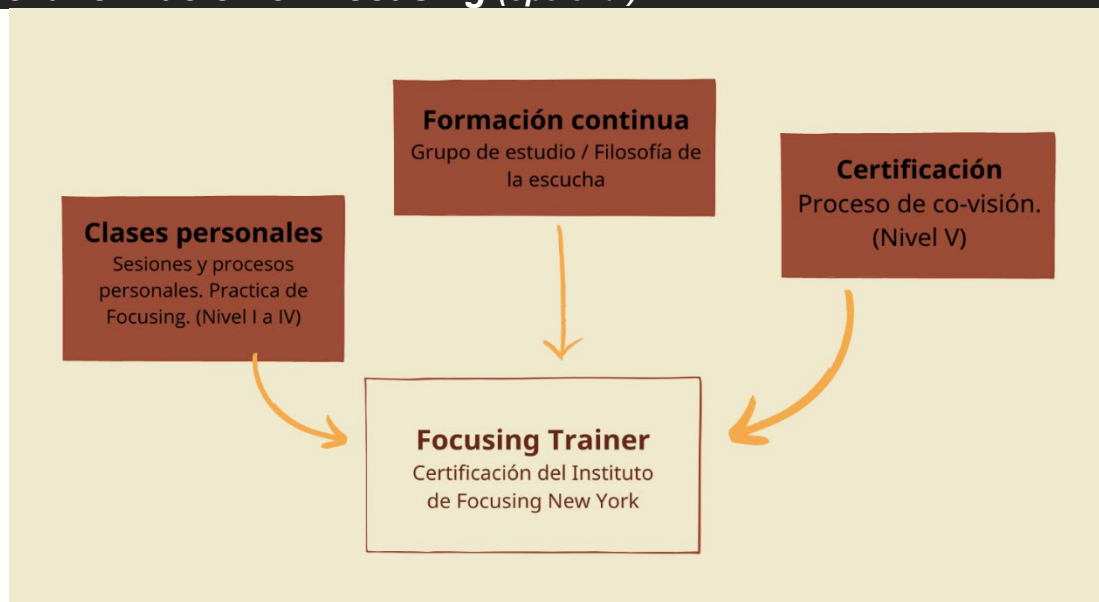 Focusing
Formación continua
Grupo de estudio / Filosofía de
la escucha
Certificación
Proceso de co-visión.
(Nivel V)
Clases personales
Sesiones y procesos
personales. Practica de
Focusing. (Nivel I a IV)
Focusing Trainer
Certificación del Instituto
de Focusing New York